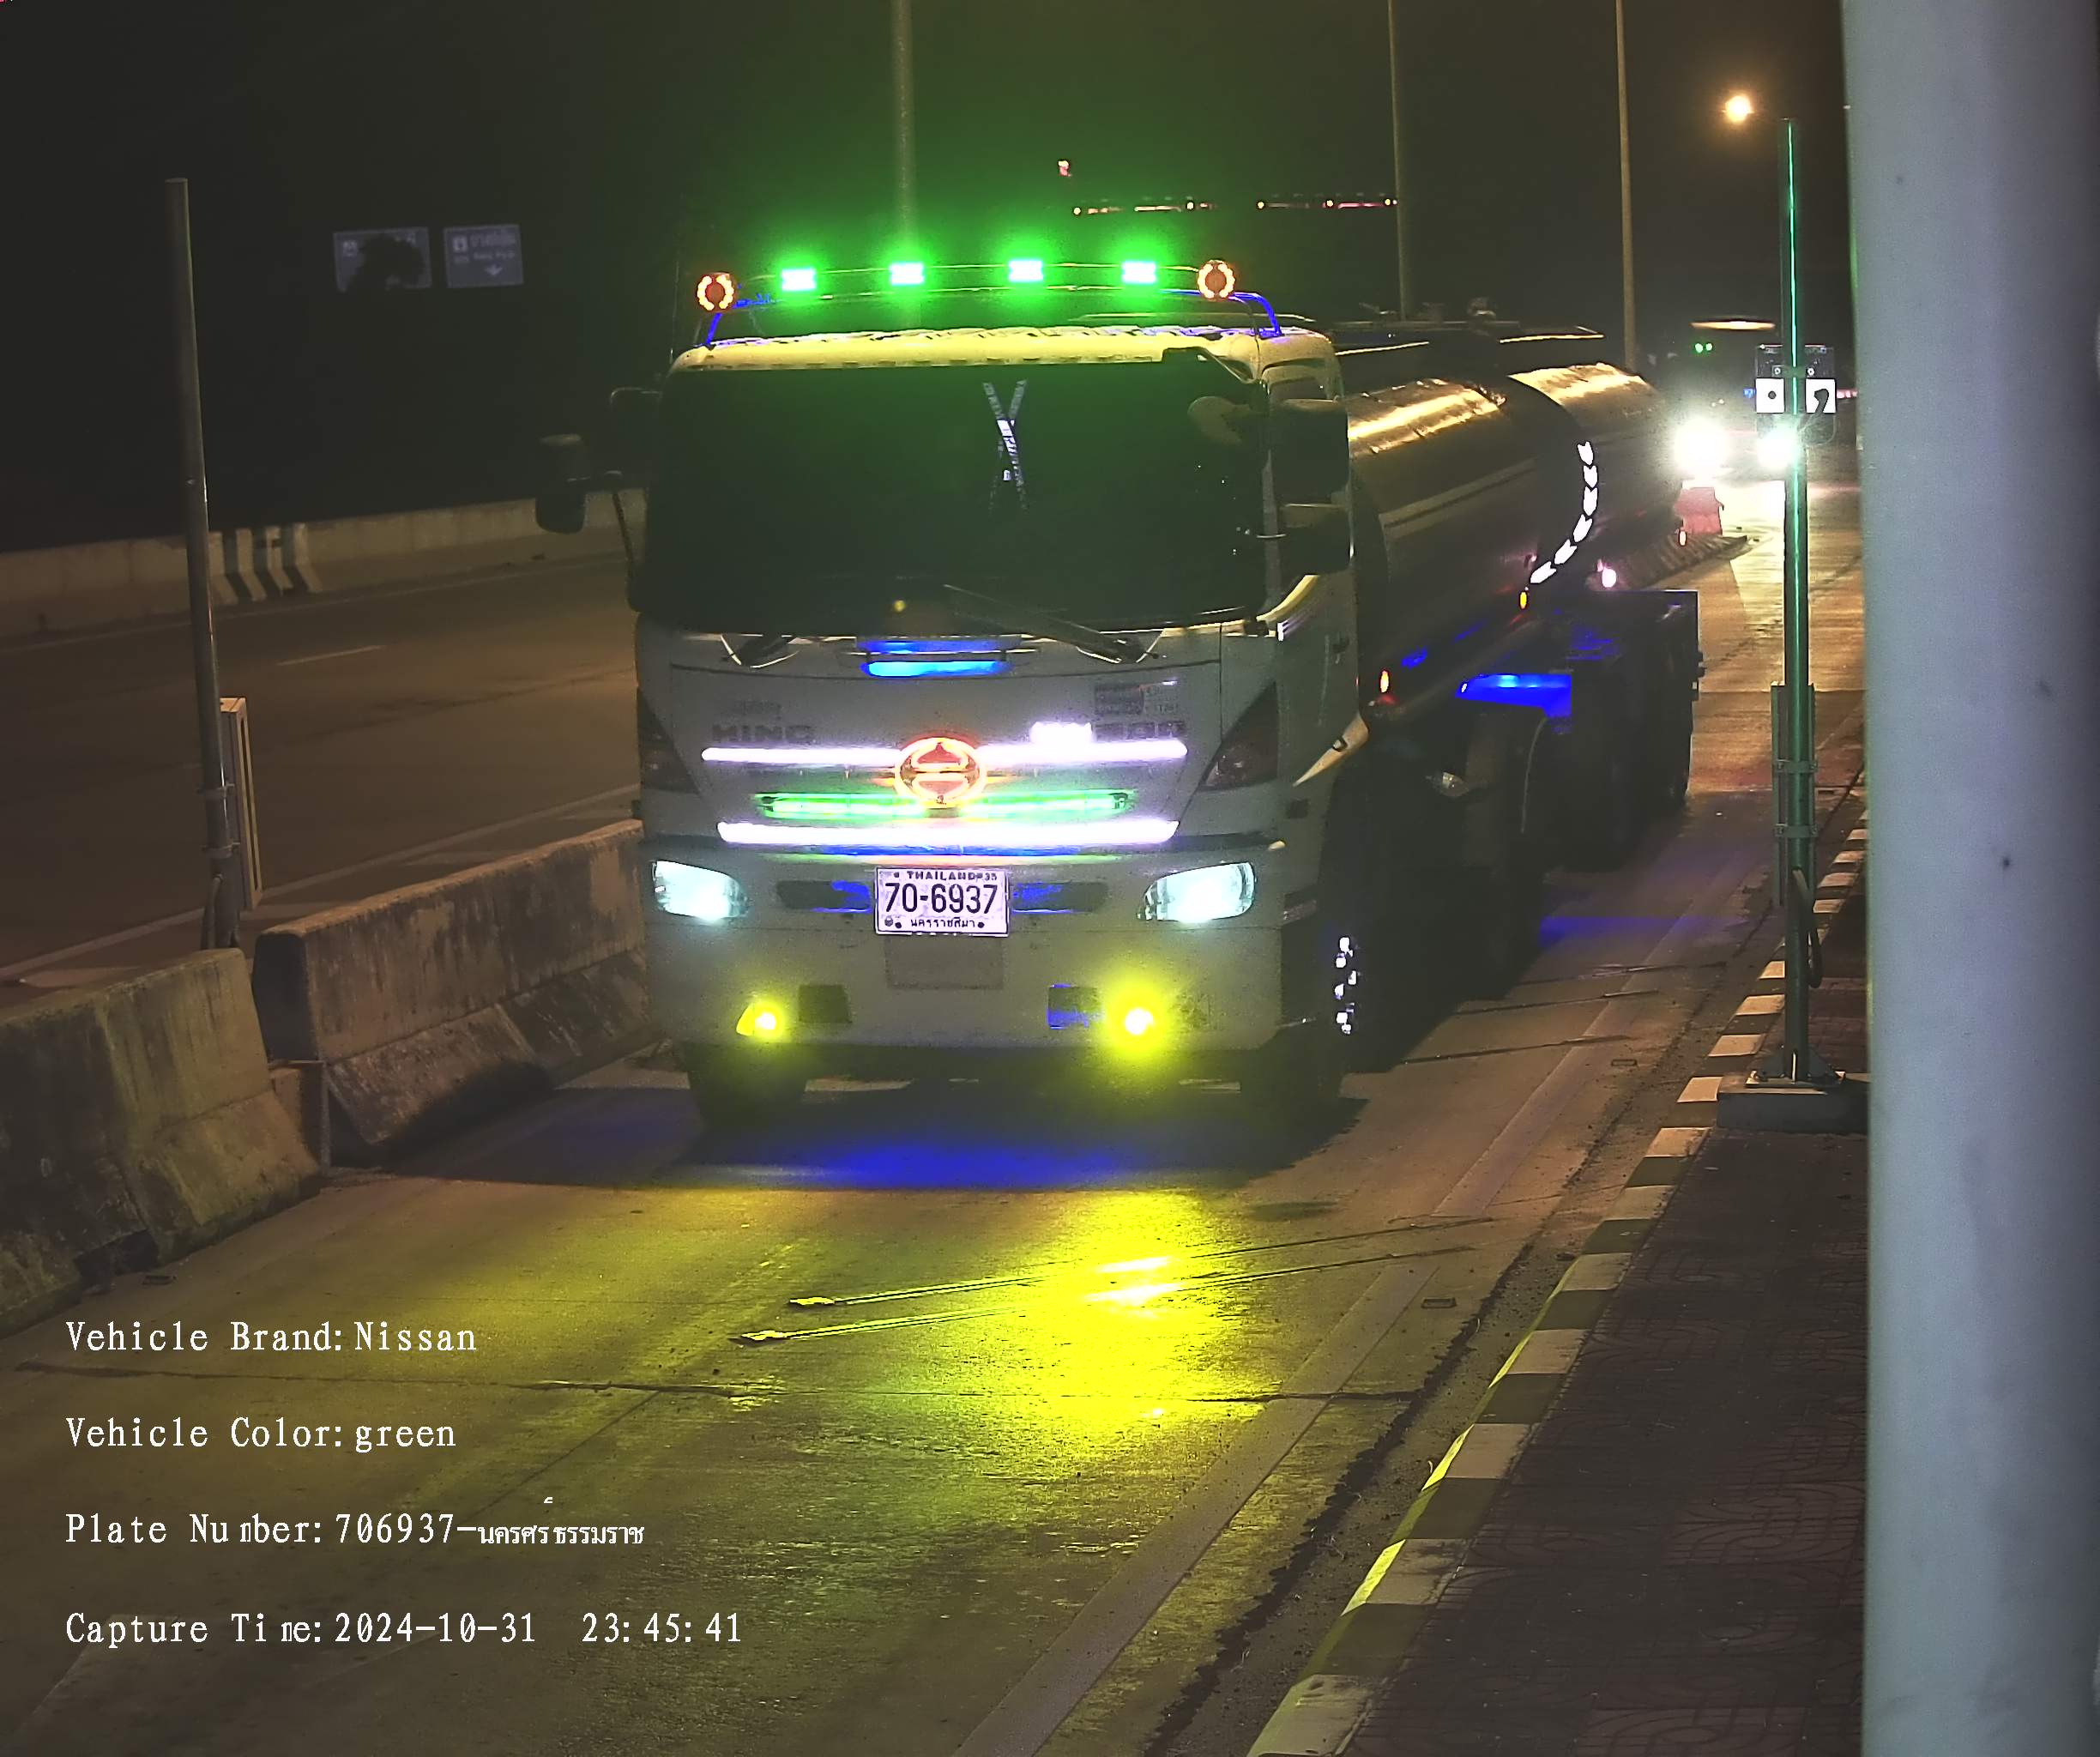 HINO
THAILAND 35
70-6937
นครราชสีมา
Vehicle Brand:Nissan
Vehicle Color:green
Plate Number:706937-นครศรีธรรมราช
Capture Time:2024-10-31 23:45:41